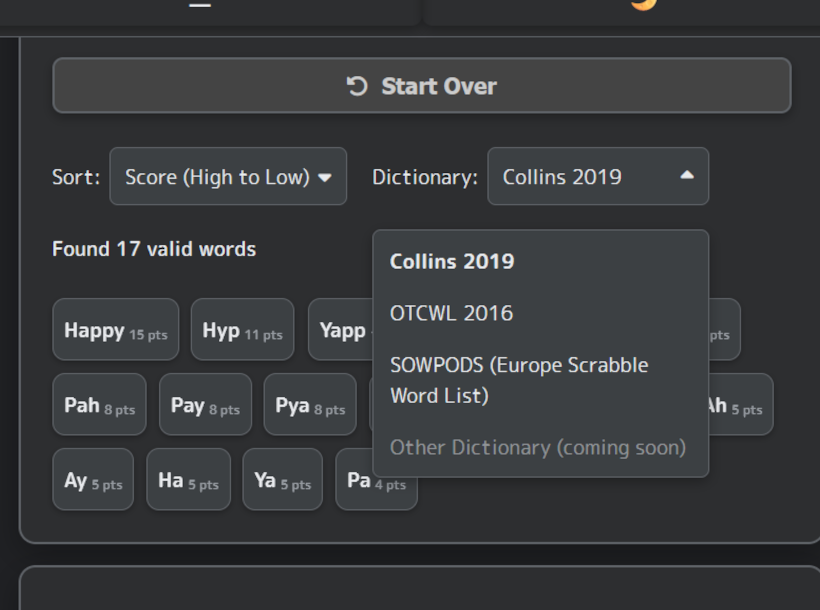 Start Over
Sort: Score (High to Low) Dictionary: Collins 2019
Found 17 valid words
Collins 2019
OTCWL 2016
SOWPODS (Europe Scrabble
Word List)
Other Dictionary (coming soon)
Happy 15 pts Hyp 11 pts Yapp pts
Pah 8 pts Pay 8 pts Pya 8 pts Ah 5 pts
Ay 5 pts Ha 5 pts Ya 5 pts Pa 4 pts